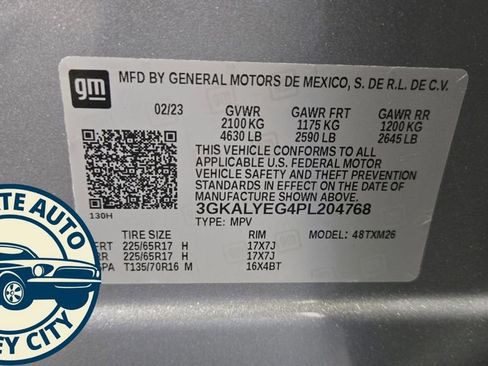 gm
MFD BY GENERAL MOTORS DE MEXICO, S. DE R.L. DE C.V.
02/23 GVWR GAWR FRT GAWR RR
2100 KG 1175 KG 1200 KG
4630 LB 2590 LB 2645 LB
THIS VEHICLE CONFORMS TO ALL
APPLICABLE U.S. FEDERAL MOTOR
VEHICLE SAFETY AND THEFT PREVENTION
STANDARDS IN EFFECT ON THE DATE OF
MANUFACTURE SHOWN ABOVE.
3GKALYEG4PL204768
130H TYPE: MPV
TIRE SIZE RIM MODEL: 48TXM26
FRT 225/65R17 H 17X7J
RR 225/65R17 H 17X7J
SPA T135/70R16 M 16X4BT
AUTO
CITY